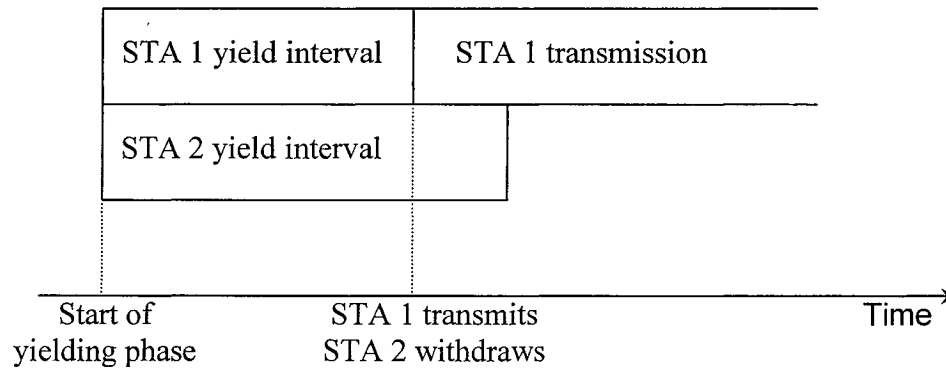 STA 1 yield interval
STA 1 transmission
STA 2 yield interval
Start of
yielding phase
STA 1 transmits
STA 2 withdraws
Time